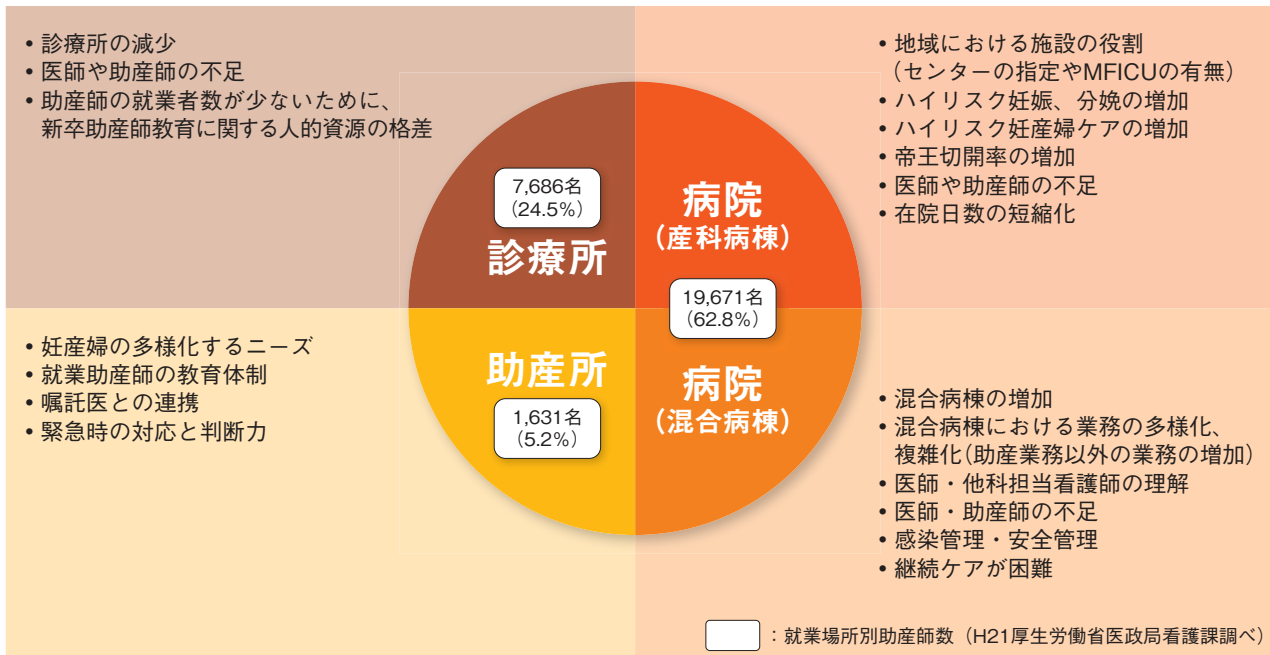 • 診療所の減少
• 医師や助産師の不足
• 助産師の就業者数が少ないために、
新卒助産師教育に関する人的資源の格差
• 地域における施設の役割
（センターの指定やMFICUの有無）
• ハイリスク妊娠、分娩の増加
• ハイリスク妊産婦ケアの増加
• 帝王切開率の増加
• 医師や助産師の不足
• 在院日数の短縮化
7,686名
（24.5%）
診療所
病院
（産科病棟）
19,671名
（62.8%）
助産所
1,631名
（5.2%）
病院
（混合病棟）
• 妊産婦の多様化するニーズ
• 就業助産師の教育体制
• 嘱託医との連携
• 緊急時の対応と判断力
• 混合病棟の増加
• 混合病棟における業務の多様化、
複雑化（助産業務以外の業務の増加）
• 医師・他科担当看護師の理解
• 医師・助産師の不足
• 感染管理・安全管理
• 継続ケアが困難
：就業場所別助産師数（H21厚生労働省医政局看護課調べ）